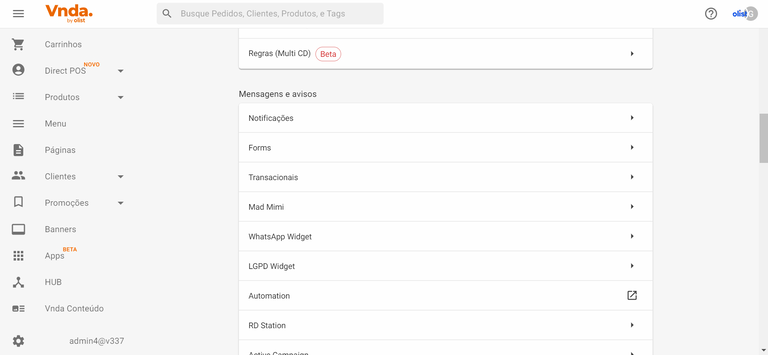 Vnda.
by olist
Busque Pedidos, Clientes, Produtos, e Tags
olist G
Carrinhos
Direct POS NOVO
Produtos
Menu
Páginas
Clientes
Promoções
Banners
Apps BETA
HUB
Vnda Conteúdo
admin4@v337
Regras (Multi CD) Beta
Mensagens e avisos
Notificações
Forms
Transacionais
Mad Mimi
WhatsApp Widget
LGPD Widget
Automation
RD Station
Active Campaign